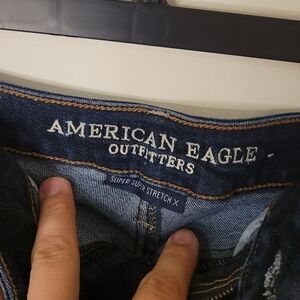 AMERICAN EAGLE
OUTFITTERS
SUPER SUPER STRETCH X